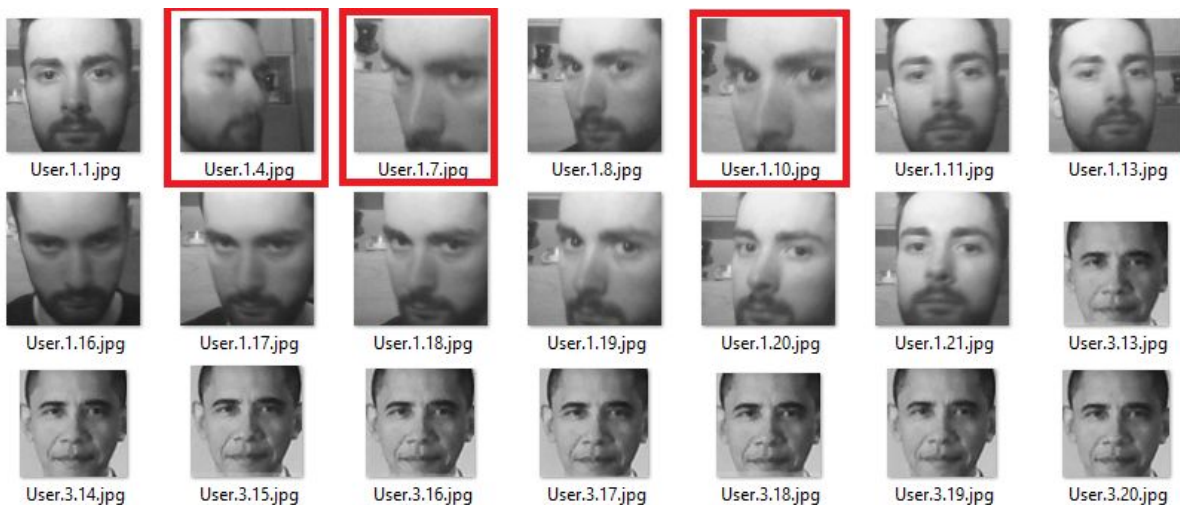 User.1.1.jpg User.1.4.jpg User.1.7.jpg User.1.8.jpg User.1.10.jpg User.1.11.jpg User.1.13.jpg
User.1.16.jpg User.1.17.jpg User.1.18.jpg User.1.19.jpg User.1.20.jpg User.1.21.jpg User.3.13.jpg
User.3.14.jpg User.3.15.jpg User.3.16.jpg User.3.17.jpg User.3.18.jpg User.3.19.jpg User.3.20.jpg